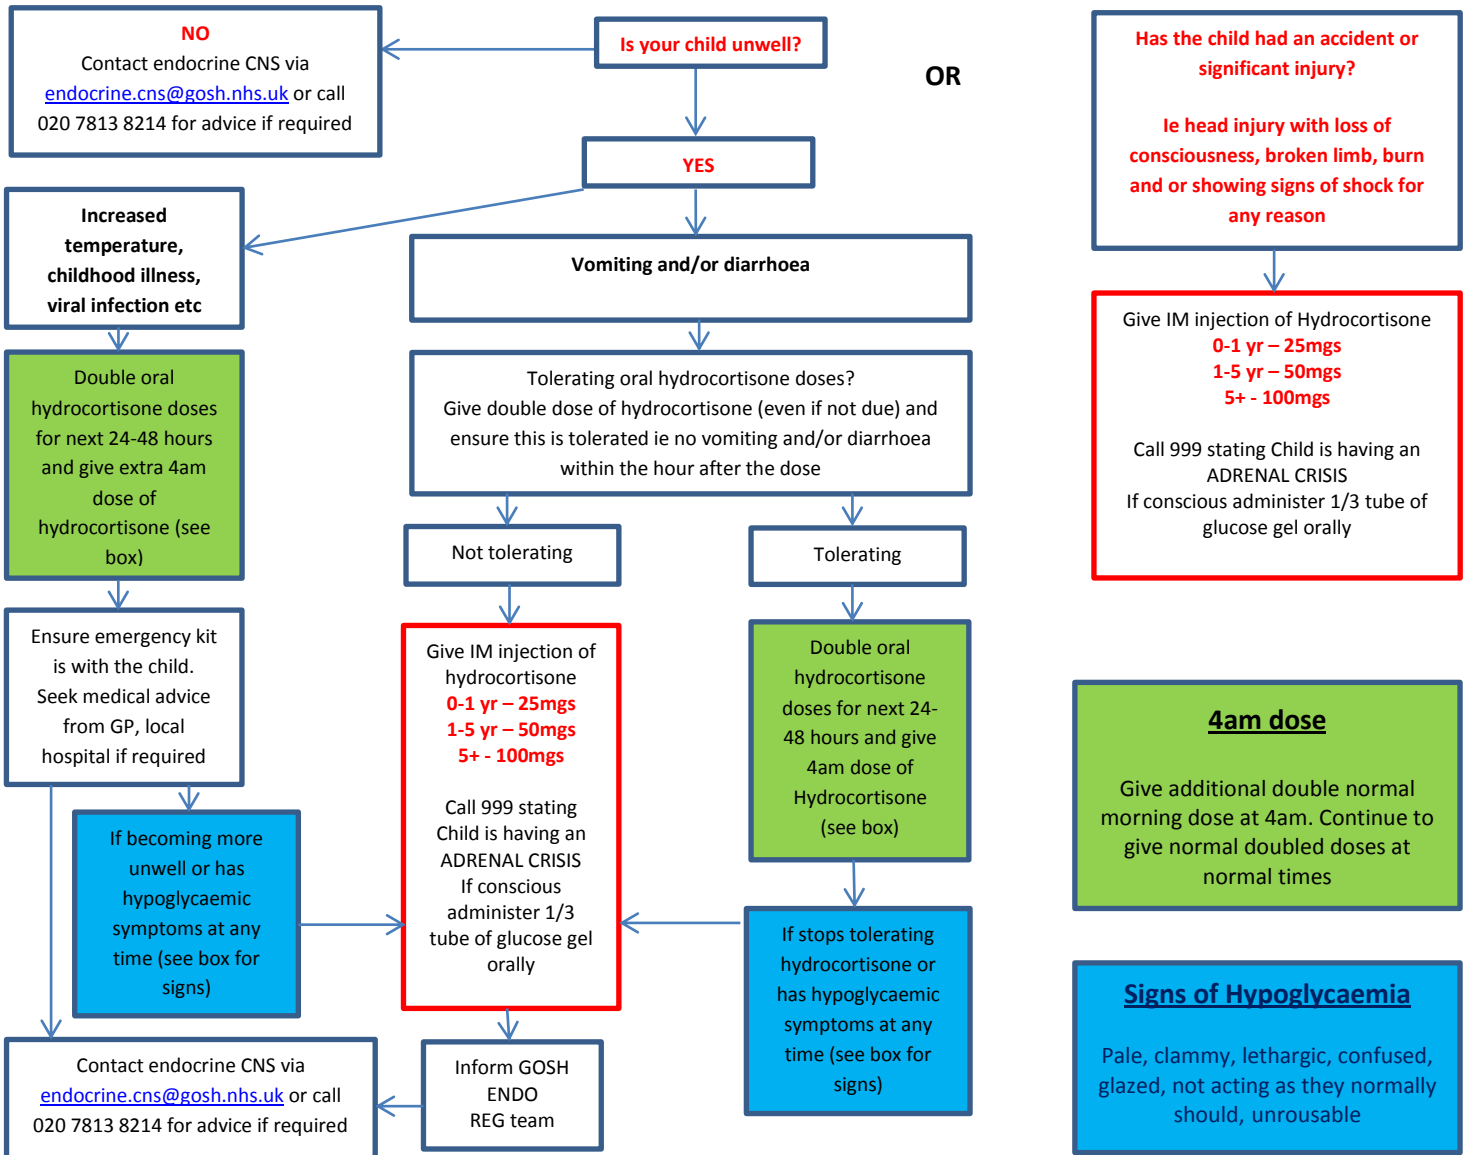 NO
Contact endocrine CNS via
endocrine.cns@gosh.nhs.uk or call
020 7813 8214 for advice if required
Is your child unwell?
OR
Has the child had an accident or
significant injury?
Ie head injury with loss of
consciousness, broken limb, burn
and or showing signs of shock for
any reason
YES
Increased
temperature,
childhood illness,
viral infection etc
Vomiting and/or diarrhoea
Give IM injection of Hydrocortisone
0-1 yr – 25mgs
1-5 yr – 50mgs
5+ - 100mgs
Call 999 stating Child is having an
ADRENAL CRISIS
If conscious administer 1/3 tube of
glucose gel orally
Double oral
hydrocortisone doses
for next 24-48 hours
and give extra 4am
dose of
hydrocortisone (see
box)
Tolerating oral hydrocortisone doses?
Give double dose of hydrocortisone (even if not due) and
ensure this is tolerated ie no vomiting and/or diarrhoea
within the hour after the dose
Not tolerating
Tolerating
Ensure emergency kit
is with the child.
Seek medical advice
from GP, local
hospital if required
Give IM injection of
hydrocortisone
0-1 yr – 25mgs
1-5 yr – 50mgs
5+ - 100mgs
Call 999 stating
Child is having an
ADRENAL CRISIS
If conscious
administer 1/3
tube of glucose gel
orally
Double oral
hydrocortisone
doses for next 24-
48 hours and give
4am dose of
Hydrocortisone
(see box)
4am dose
Give additional double normal
morning dose at 4am. Continue to
give normal doubled doses at
normal times
If becoming more
unwell or has
hypoglycaemic
symptoms at any
time (see box for
signs)
If stops tolerating
hydrocortisone or
has hypoglycaemic
symptoms at any
time (see box for
signs)
Signs of Hypoglycaemia
Pale, clammy, lethargic, confused,
glazed, not acting as they normally
should, unrousable
Contact endocrine CNS via
endocrine.cns@gosh.nhs.uk or call
020 7813 8214 for advice if required
Inform GOSH
ENDO
REG team